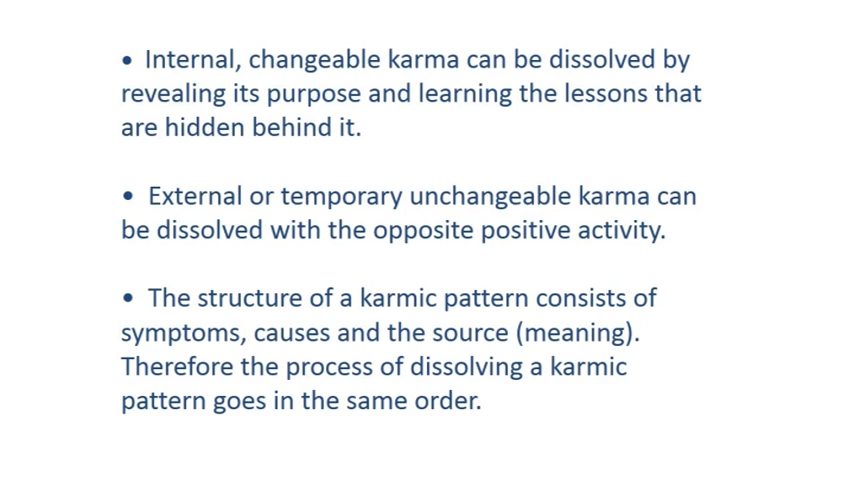 • Internal, changeable karma can be dissolved by
revealing its purpose and learning the lessons that
are hidden behind it.
• External or temporary unchangeable karma can
be dissolved with the opposite positive activity.
• The structure of a karmic pattern consists of
symptoms, causes and the source (meaning).
Therefore the process of dissolving a karmic
pattern goes in the same order.